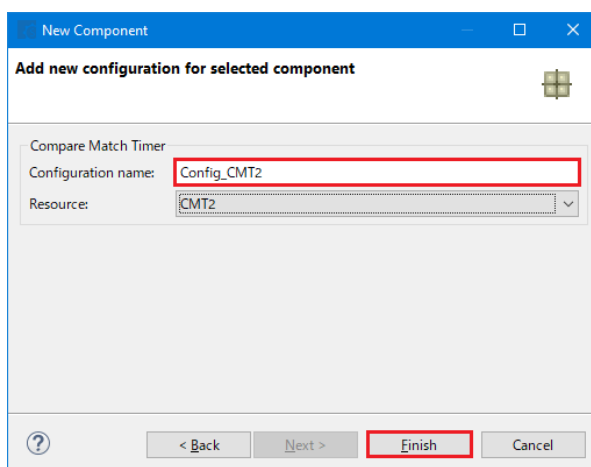 New Component
Add new configuration for selected component
Compare Match Timer
Configuration name: Config_CMT2
Resource: CMT2
? < Back Next > Finish Cancel